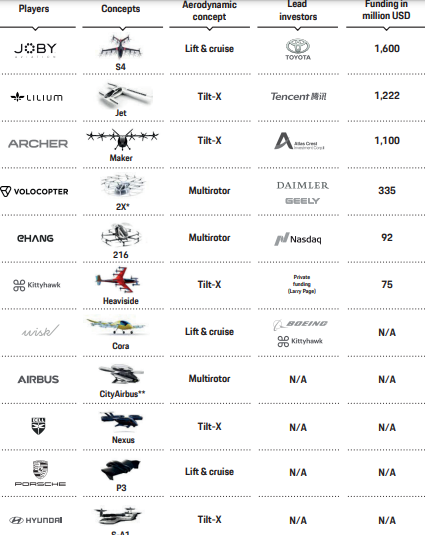 Players Concepts Aerodynamic concept Lead investors Funding in million USD
JOBY AVIATION S4 Lift & cruise TOYOTA 1,600
LILIUM Jet Tilt-X Tencent 腾讯 1,222
ARCHER Maker Tilt-X Atlas Crest Investment Corp. 1,100
VOLOCOPTER 2X* Multirotor DAIMLER GEELY 335
EHANG 216 Multirotor Nasdaq 92
Kittyhawk Heaviside Tilt-X Private funding (Larry Page) 75
wisk/ Cora Lift & cruise BOEING Kittyhawk N/A
AIRBUS CityAirbus** Multirotor N/A N/A
BELL Nexus Tilt-X N/A N/A
PORSCHE P3 Lift & cruise N/A N/A
HYUNDAI S-A1 Tilt-X N/A N/A